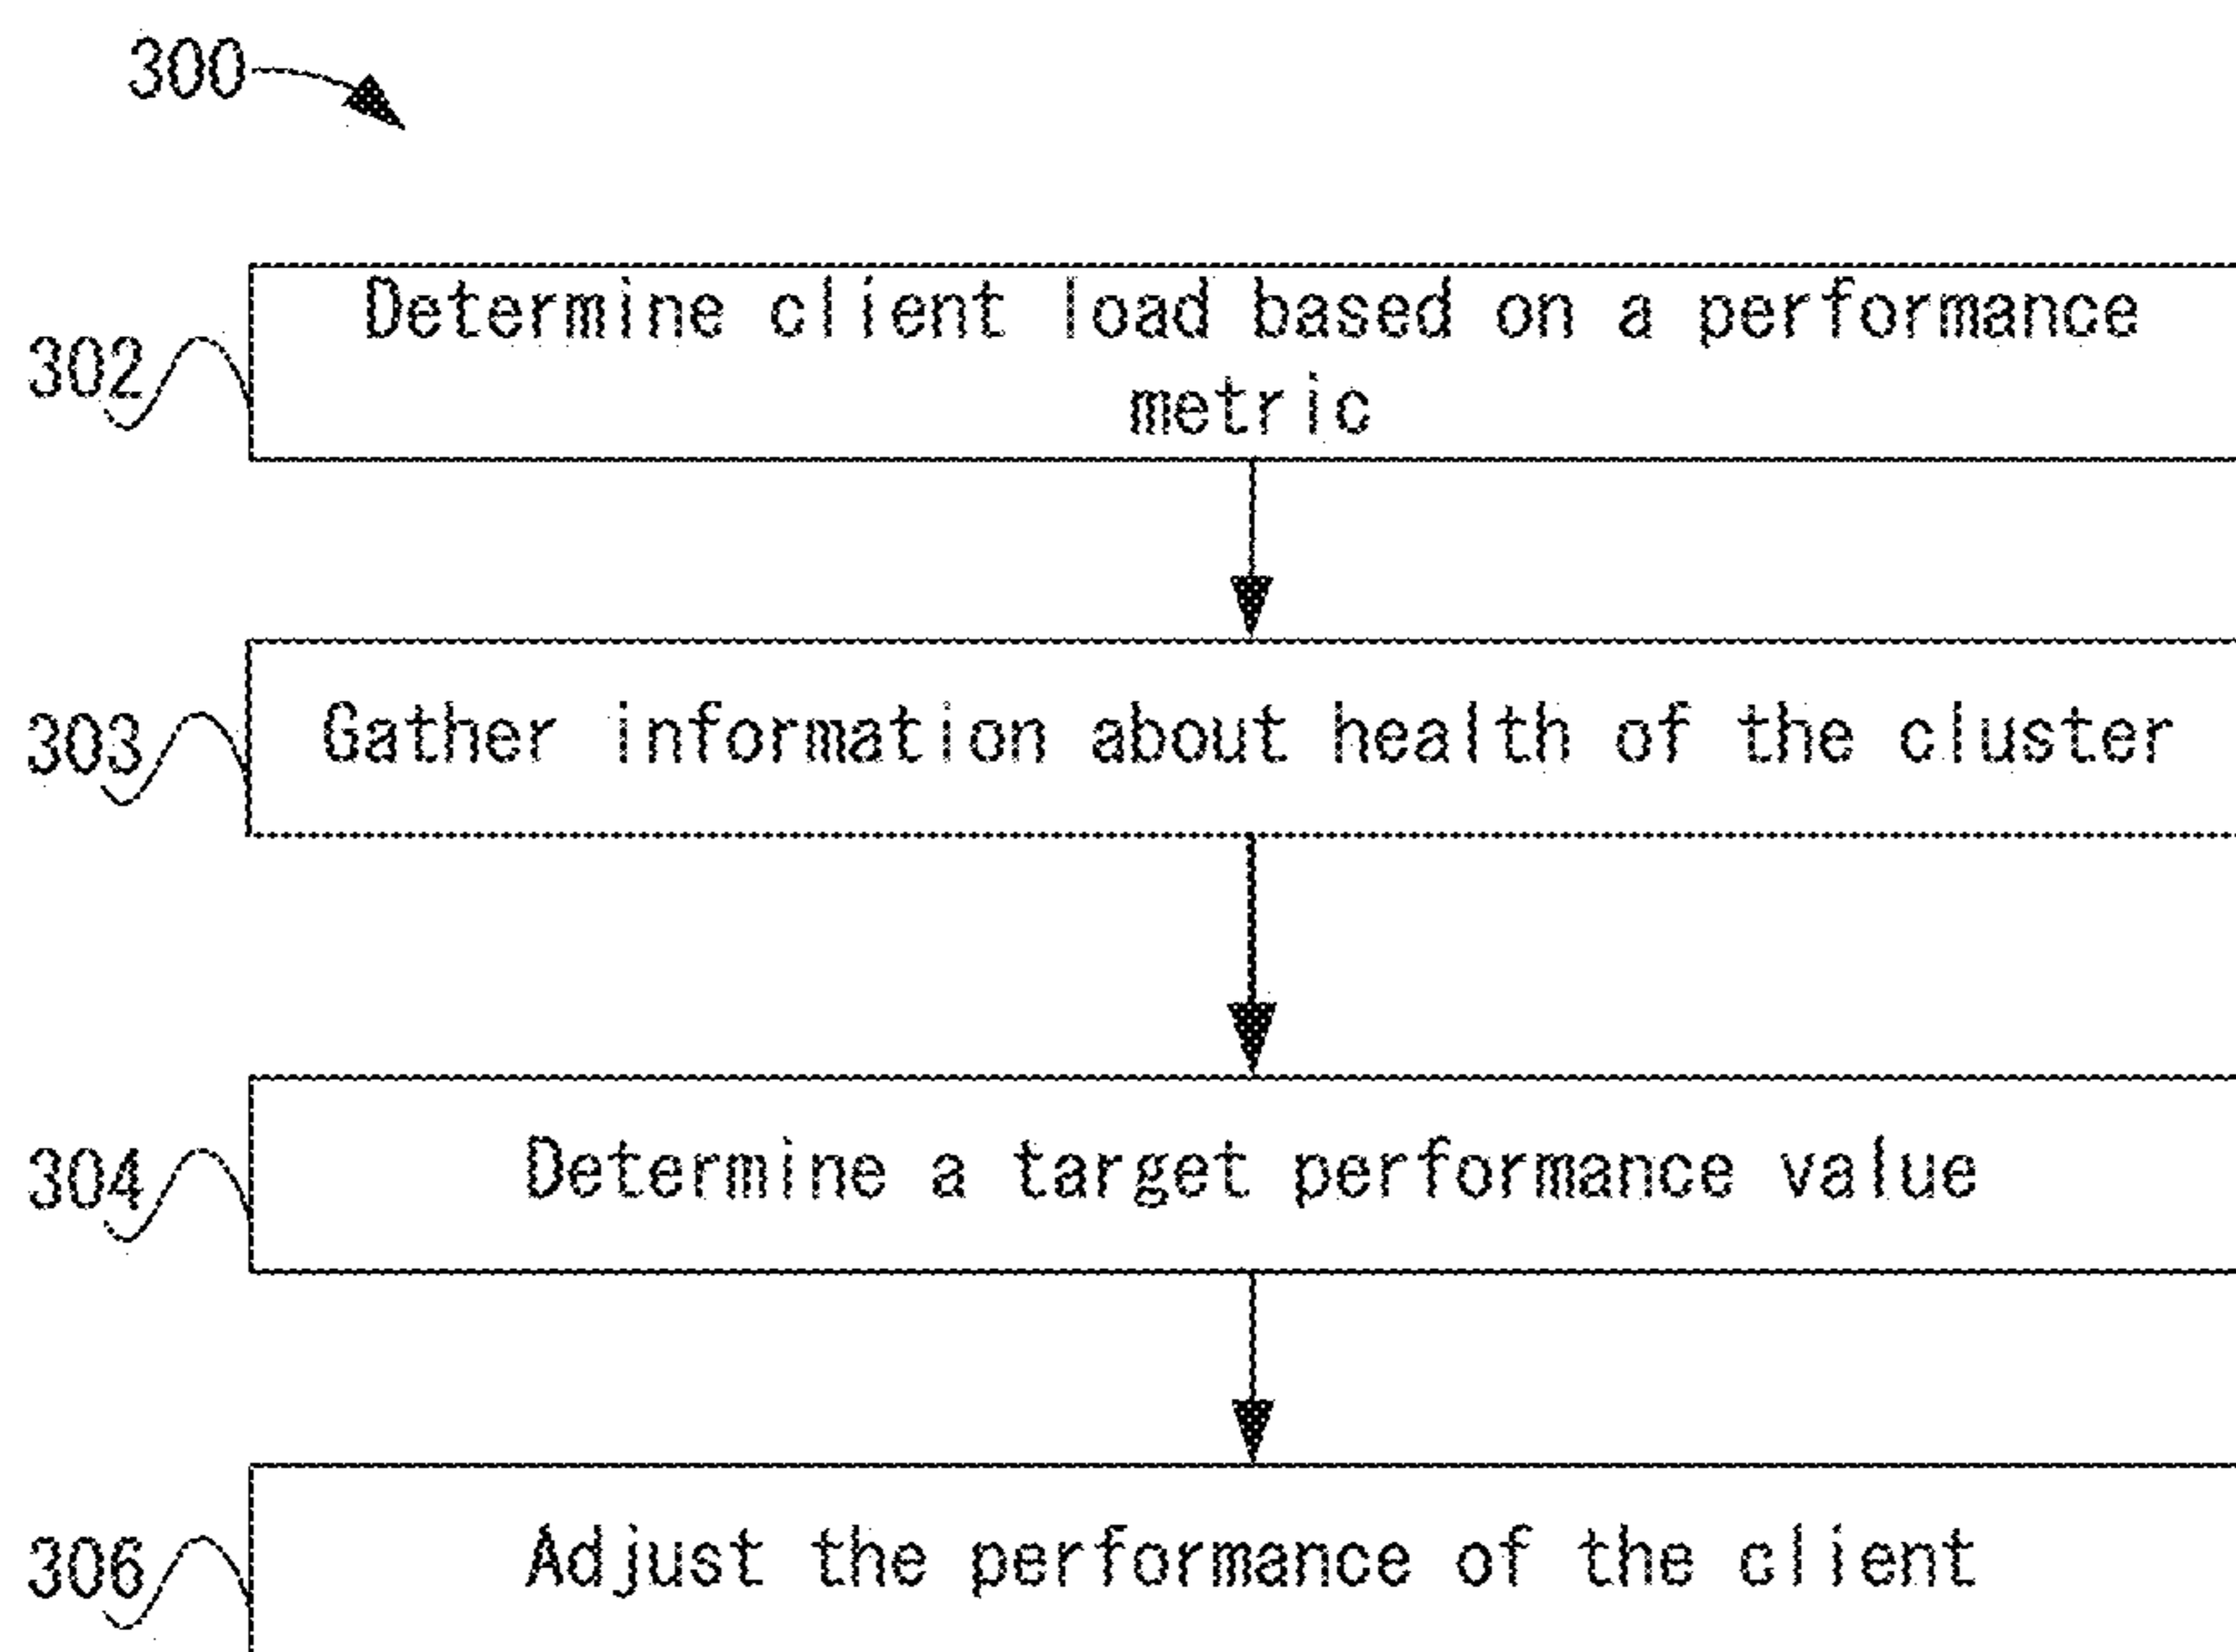 300
302
Determine client load based on a performance
metric
303
Gather information about health of the cluster
304
Determine a target performance value
306
Adjust the performance of the client